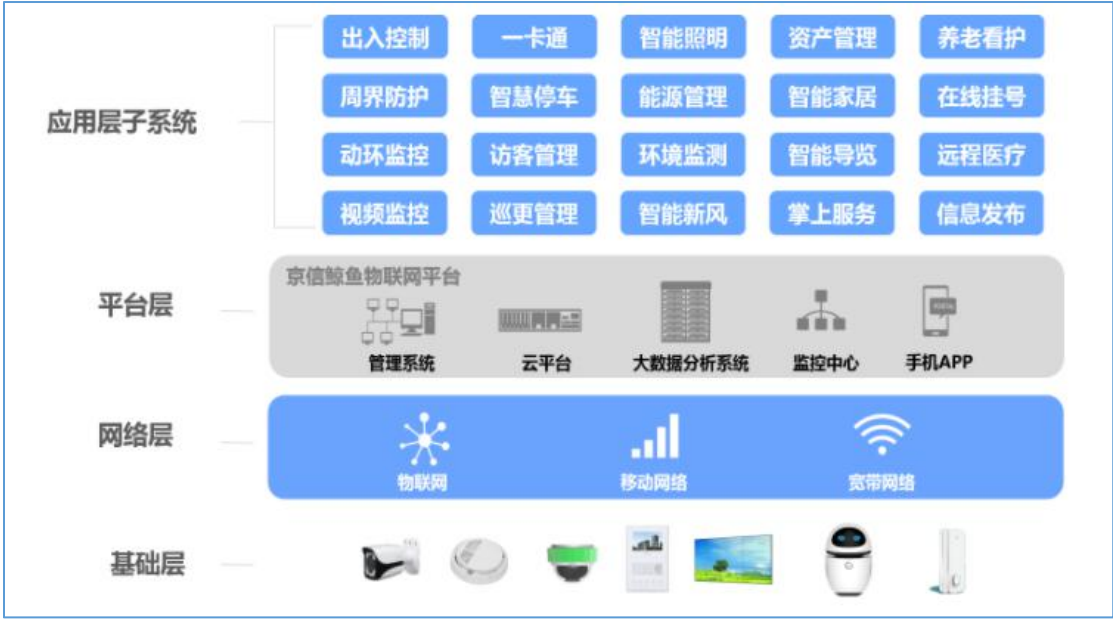 出入控制 一卡通 智能照明 资产管理 养老看护
周界防护 智慧停车 能源管理 智能家居 在线挂号
应用层子系统
动环监控 访客管理 环境监测 智能导览 远程医疗
视频监控 巡更管理 智能新风 掌上服务 信息发布
京信鲸鱼物联网平台
平台层
管理系统 云平台 大数据分析系统 监控中心 手机APP
网络层
物联网 移动网络 宽带网络
基础层